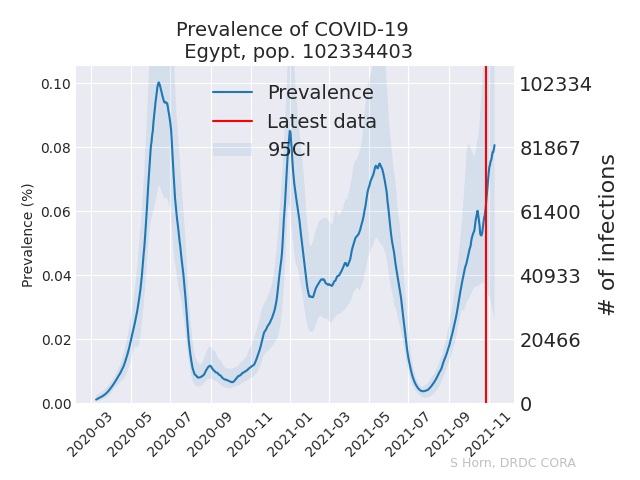 Prevalence of COVID-19
Egypt, pop. 102334403
Prevalence
Latest data
95CI
Prevalence (%)
0.10
0.08
0.06
0.04
0.02
0.00
102334
81867
61400
40933
20466
0
# of infections
2020-03
2020-05
2020-07
2020-09
2020-11
2021-01
2021-03
2021-05
2021-07
2021-09
2021-11
S Horn, DRDC CORA